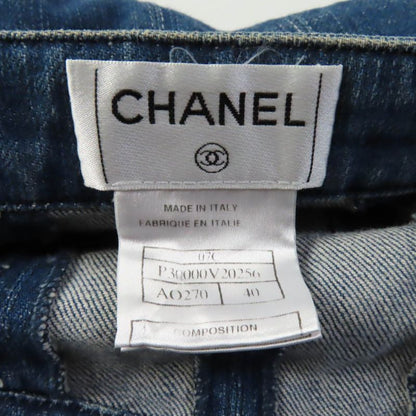 CHANEL
MADE IN ITALY
FABRIQUE EN ITALIE
07C
P30000V20256
AO270 40
COMPOSITION